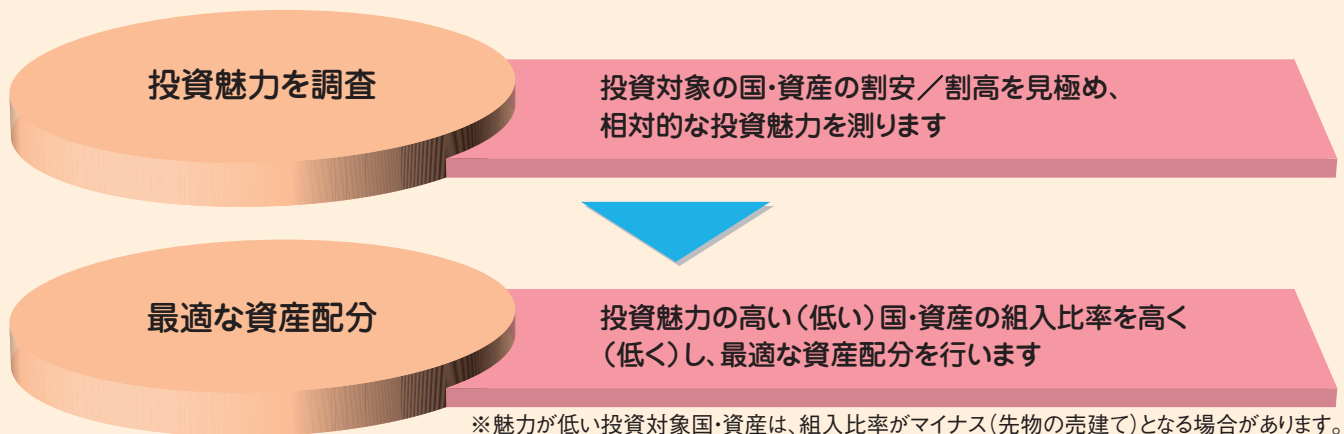 投資魅力を調査
投資対象の国・資産の割安／割高を見極め、
相対的な投資魅力を測ります
最適な資産配分
投資魅力の高い（低い）国・資産の組入比率を高く
（低く）し、最適な資産配分を行います
※魅力が低い投資対象国・資産は、組入比率がマイナス（先物の売建て）となる場合があります。